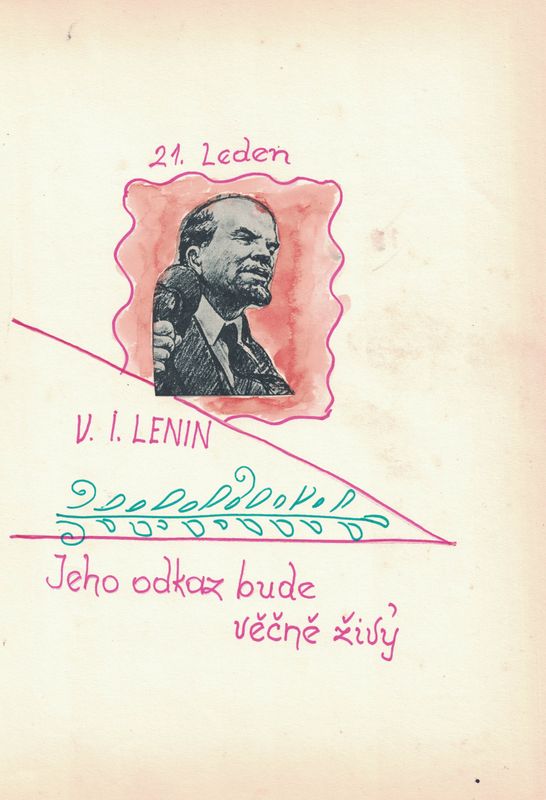 21. Leden
V. I. LENIN
Jeho odkaz bude
věčně živý